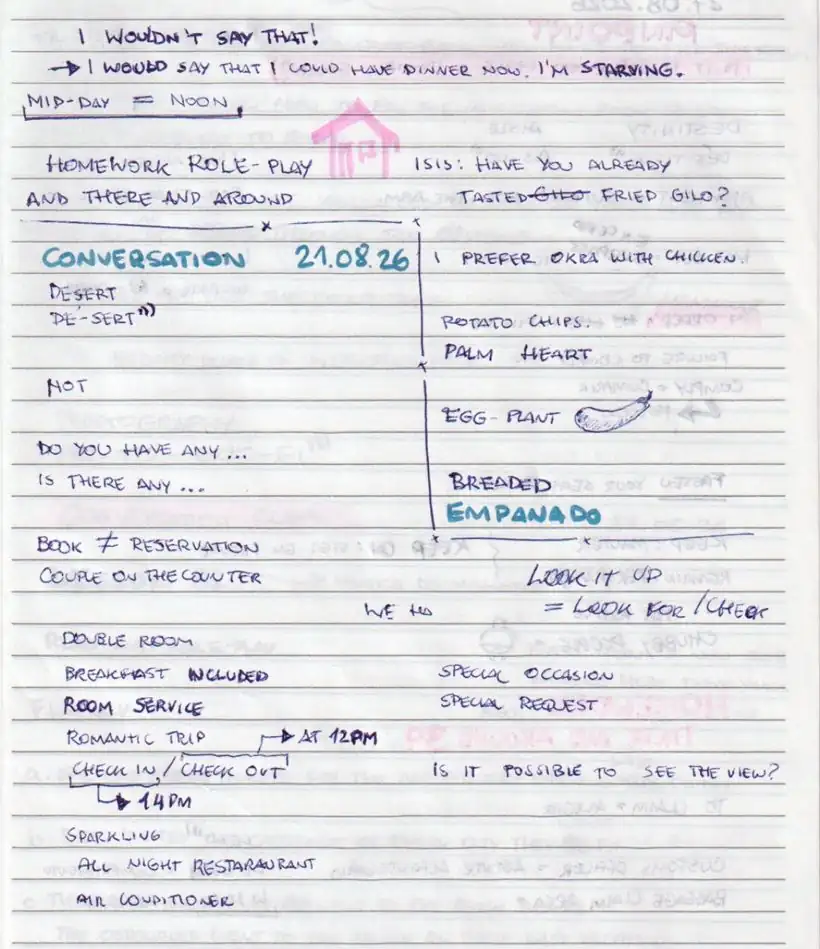 I WOULDN'T SAY THAT!
→ I WOULD SAY THAT I COULD HAVE DINNER NOW. I'M STARVING.
MID-DAY = NOON
HOMEWORK ROLE-PLAY
AND THERE AND AROUND
ISIS: HAVE YOU ALREADY
TASTED GILO FRIED GILO?
CONVERSATION 21.08.26
DESERT
DE'-SERT")
NOT
DO YOU HAVE ANY...
IS THERE ANY...
I PREFER OKRA WITH CHICKEN.
POTATO CHIPS.
PALM HEART
EGG-PLANT
BREADED
EMPANADO
BOOK ≠ RESERVATION
COUPLE ON THE COUNTER
LOOK IT UP
= LOOK FOR / CHECK
WE HA
DOUBLE ROOM
BREAKFAST INCLUDED
ROOM SERVICE
ROMANTIC TRIP → AT 12PM
CHECK IN / CHECK OUT
→ 14PM
SPARKLING
ALL NIGHT RESTARAURANT
AIR CONDITIONER
SPECIAL OCCASION
SPECIAL REQUEST
IS IT POSSIBLE TO SEE THE VIEW?